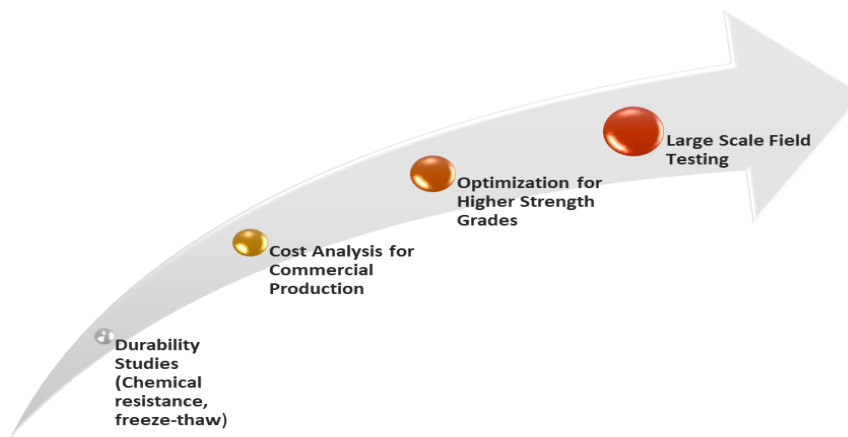 Durability
Studies
(Chemical
resistance,
freeze-thaw)
Cost Analysis for
Commercial
Production
Optimization for
Higher Strength
Grades
Large Scale Field
Testing